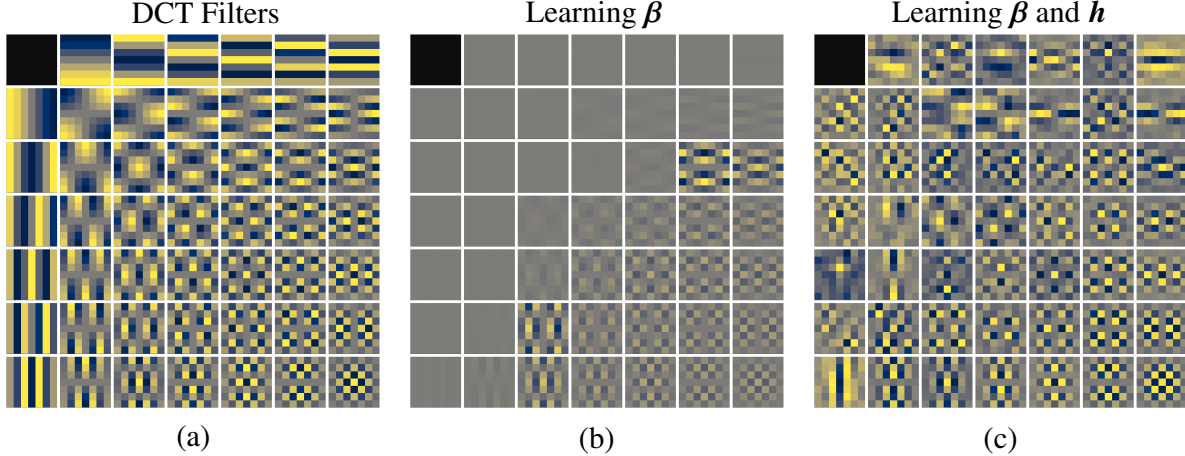 DCT Filters
Learning β
Learning β and h
(a)
(b)
(c)